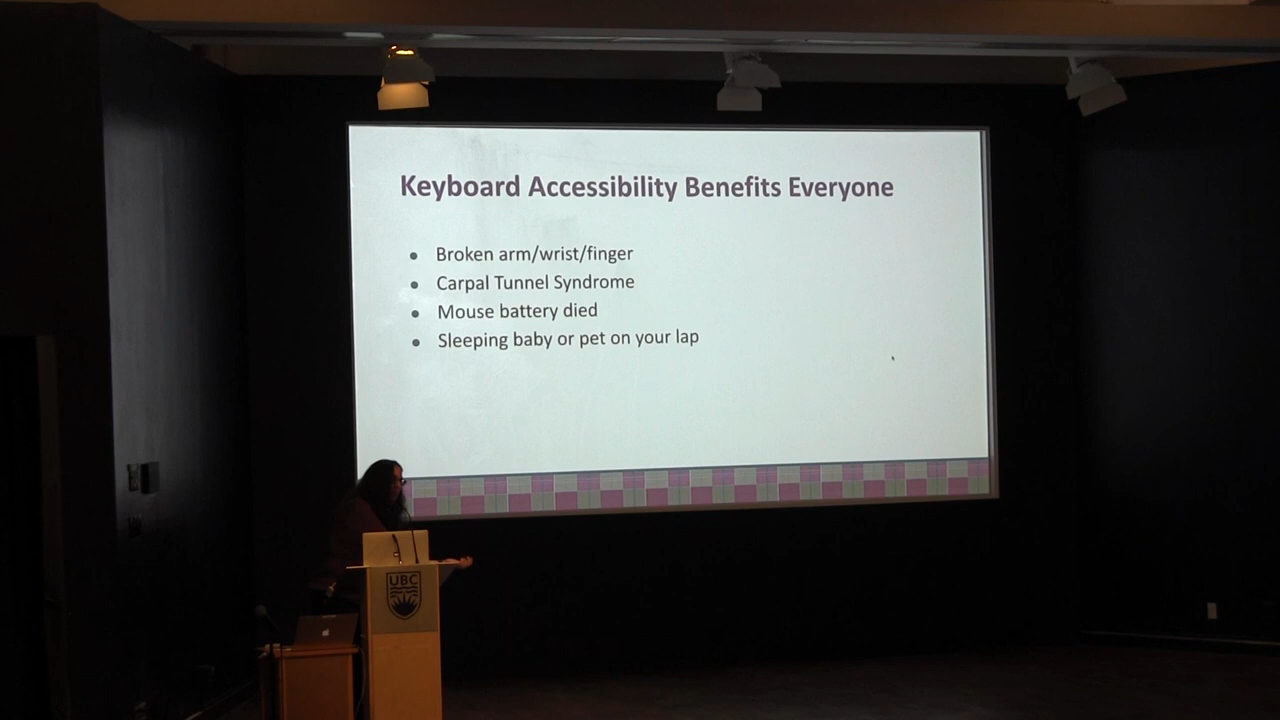 Keyboard Accessibility Benefits Everyone
Broken arm/wrist/finger
Carpal Tunnel Syndrome
Mouse battery died
Sleeping baby or pet on your lap
UBC